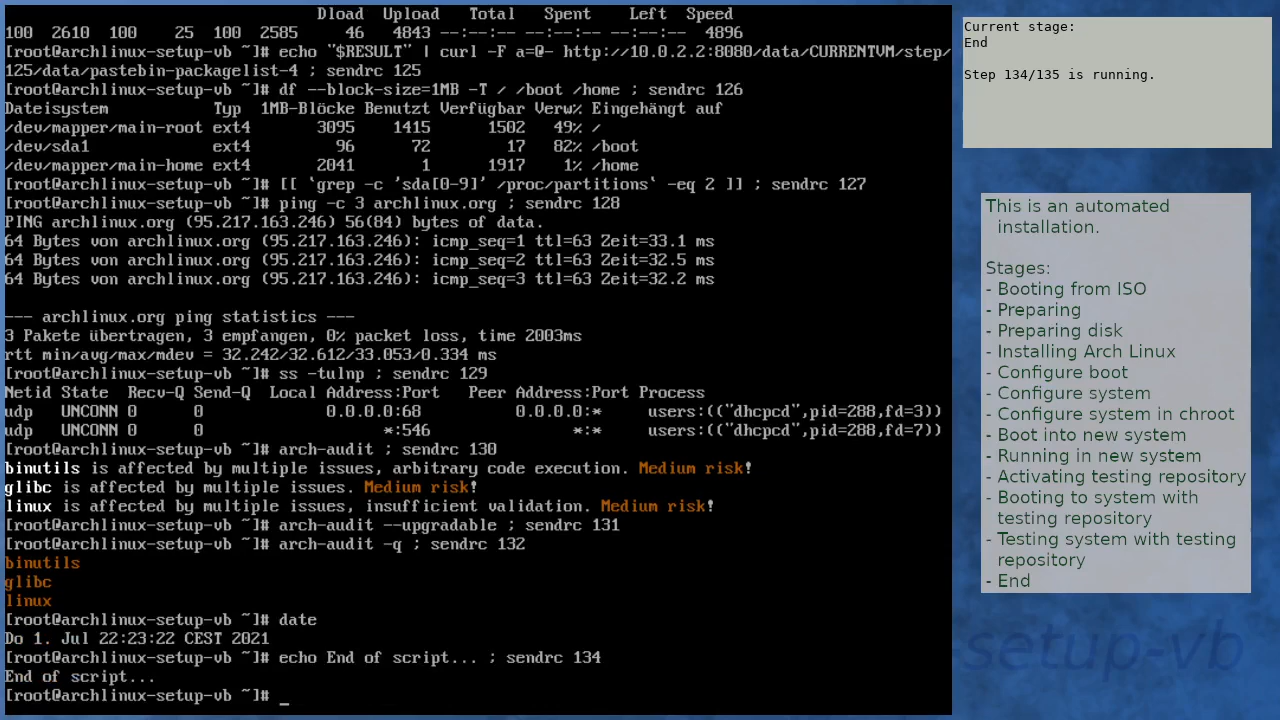 Dload  Upload   Total   Spent    Left  Speed
100  2610  100    25  100  2585     46   4843 --:--:-- --:--:-- --:--:--  4896
[root@archlinux-setup-vb ~]# echo "$RESULT" | curl -F a=@- http://10.0.2.2:8080/data/CURRENTVM/step/
125/data/pastebin-packagelist-4 ; sendrc 125
[root@archlinux-setup-vb ~]# df --block-size=1MB -T / /boot /home ; sendrc 126
Dateisystem           Typ  1MB-Blöcke Benutzt Verfügbar Verw% Eingehängt auf
/dev/mapper/main-root ext4       3095    1415      1502   49% /
/dev/sda1             ext4         96      72        17   82% /boot
/dev/mapper/main-home ext4       2041       1      1917    1% /home
[root@archlinux-setup-vb ~]# [[ `grep -c 'sda[0-9]' /proc/partitions` -eq 2 ]] ; sendrc 127
[root@archlinux-setup-vb ~]# ping -c 3 archlinux.org ; sendrc 128
PING archlinux.org (95.217.163.246) 56(84) bytes of data.
64 Bytes von archlinux.org (95.217.163.246): icmp_seq=1 ttl=63 Zeit=33.1 ms
64 Bytes von archlinux.org (95.217.163.246): icmp_seq=2 ttl=63 Zeit=32.5 ms
64 Bytes von archlinux.org (95.217.163.246): icmp_seq=3 ttl=63 Zeit=32.2 ms
--- archlinux.org ping statistics ---
3 Pakete übertragen, 3 empfangen, 0% packet loss, time 2003ms
rtt min/avg/max/mdev = 32.242/32.612/33.053/0.334 ms
[root@archlinux-setup-vb ~]# ss -tulnp ; sendrc 129
Netid State  Recv-Q Send-Q  Local Address:Port   Peer Address:Port Process
udp   UNCONN 0      0             0.0.0.0:68          0.0.0.0:*     users:(("dhcpcd",pid=288,fd=3))
udp   UNCONN 0      0                  *:546               *:*     users:(("dhcpcd",pid=288,fd=7))
[root@archlinux-setup-vb ~]# arch-audit ; sendrc 130
binutils is affected by multiple issues, arbitrary code execution. Medium risk!
glibc is affected by multiple issues. Medium risk!
linux is affected by multiple issues, insufficient validation. Medium risk!
[root@archlinux-setup-vb ~]# arch-audit --upgradable ; sendrc 131
[root@archlinux-setup-vb ~]# arch-audit -q ; sendrc 132
binutils
glibc
linux
[root@archlinux-setup-vb ~]# date
Do 1. Jul 22:23:22 CEST 2021
[root@archlinux-setup-vb ~]# echo End of script... ; sendrc 134
End of script...
[root@archlinux-setup-vb ~]# _
Current stage:
End
Step 134/135 is running.
This is an automated
installation.
Stages:
- Booting from ISO
- Preparing
- Preparing disk
- Installing Arch Linux
- Configure boot
- Configure system
- Configure system in chroot
- Boot into new system
- Running in new system
- Activating testing repository
- Booting to system with
testing repository
- Testing system with testing
repository
- End
setup-vb